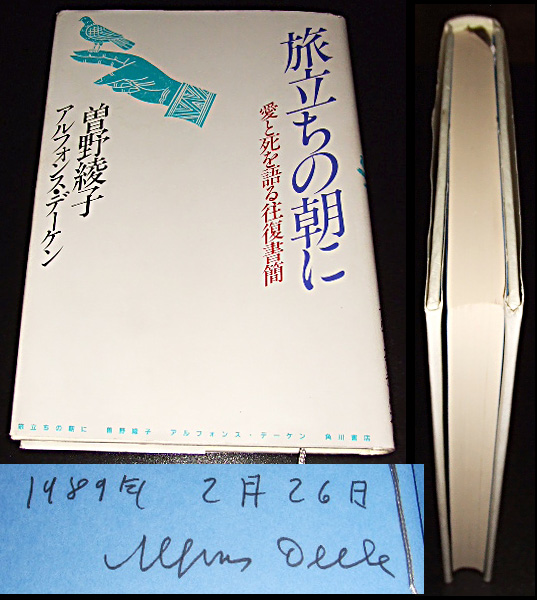 旅立ちの朝に
愛と死を語る往復書簡
曽野綾子
アルフォンス・デーケン
旅立ちの朝に 曽野綾子 アルフォンス・デーケン 角川書店
1989年 2月26日
Alfons Deeken